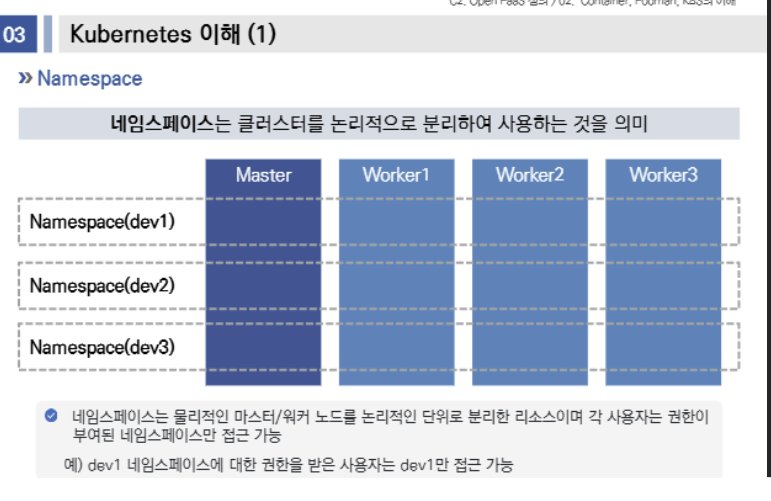 C2. Open PaaS 정의 / 02. Container, Podman, K8S의 이해
03 Kubernetes 이해 (1)
Namespace
네임스페이스는 클러스터를 논리적으로 분리하여 사용하는 것을 의미
Master Worker1 Worker2 Worker3
Namespace(dev1)
Namespace(dev2)
Namespace(dev3)
네임스페이스는 물리적인 마스터/워커 노드를 논리적인 단위로 분리한 리소스이며 각 사용자는 권한이
부여된 네임스페이스만 접근 가능
예) dev1 네임스페이스에 대한 권한을 받은 사용자는 dev1만 접근 가능